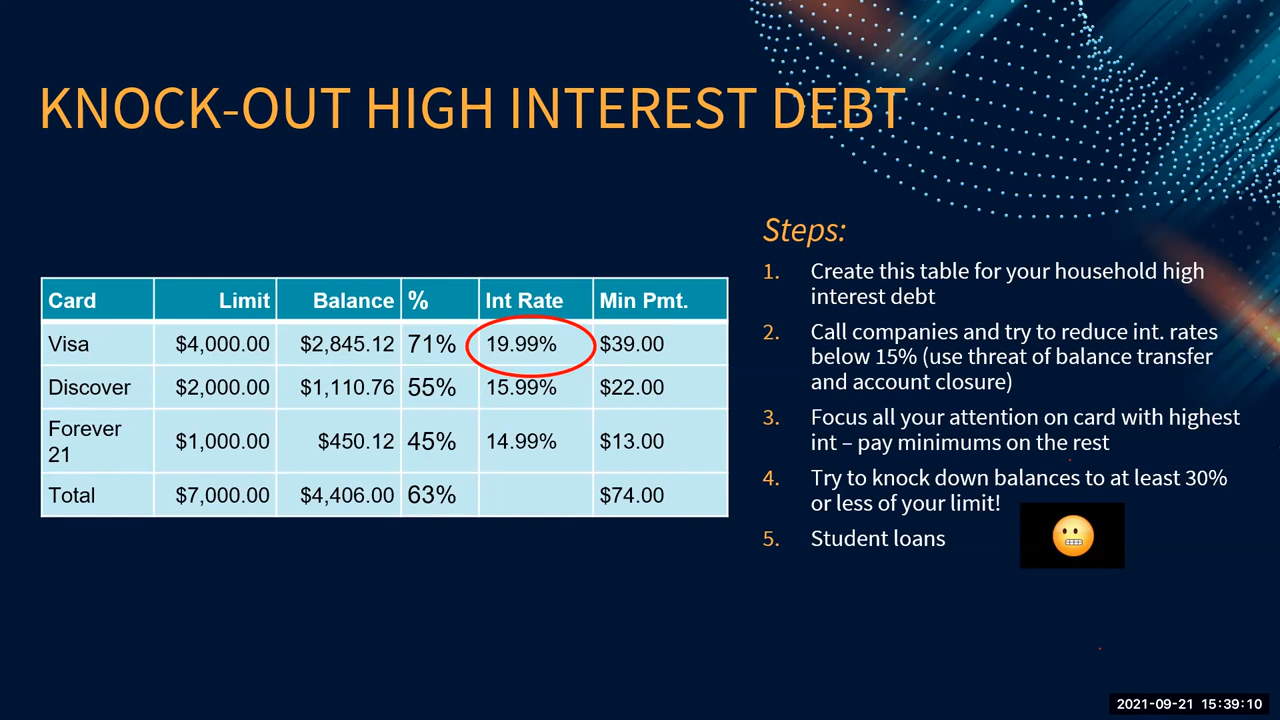 KNOCK-OUT HIGH INTEREST DEBT
Card Limit Balance % Int Rate Min Pmt.
Visa $4,000.00 $2,845.12 71% 19.99% $39.00
Discover $2,000.00 $1,110.76 55% 15.99% $22.00
Forever
21 $1,000.00 $450.12 45% 14.99% $13.00
Total $7,000.00 $4,406.00 63% $74.00
Steps:
1. Create this table for your household high
interest debt
2. Call companies and try to reduce int. rates
below 15% (use threat of balance transfer
and account closure)
3. Focus all your attention on card with highest
int – pay minimums on the rest
4. Try to knock down balances to at least 30%
or less of your limit!
5. Student loans
2021-09-21 15:39:10